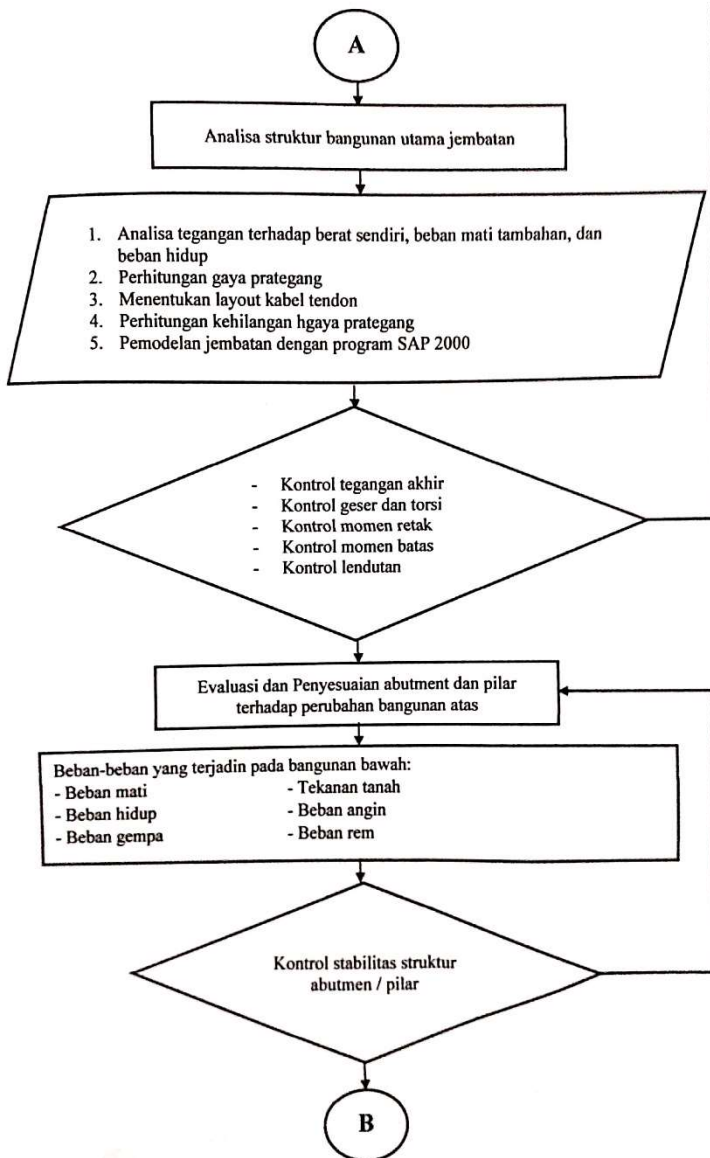 A
Analisa struktur bangunan utama jembatan
1. Analisa tegangan terhadap berat sendiri, beban mati tambahan, dan
beban hidup
2. Perhitungan gaya prategang
3. Menentukan layout kabel tendon
4. Perhitungan kehilangan hgaya prategang
5. Pemodelan jembatan dengan program SAP 2000
- Kontrol tegangan akhir
- Kontrol geser dan torsi
- Kontrol momen retak
- Kontrol momen batas
- Kontrol lendutan
Evaluasi dan Penyesuaian abutment dan pilar
terhadap perubahan bangunan atas
Beban-beban yang terjadin pada bangunan bawah:
- Beban mati - Tekanan tanah
- Beban hidup - Beban angin
- Beban gempa - Beban rem
Kontrol stabilitas struktur
abutmen / pilar
B